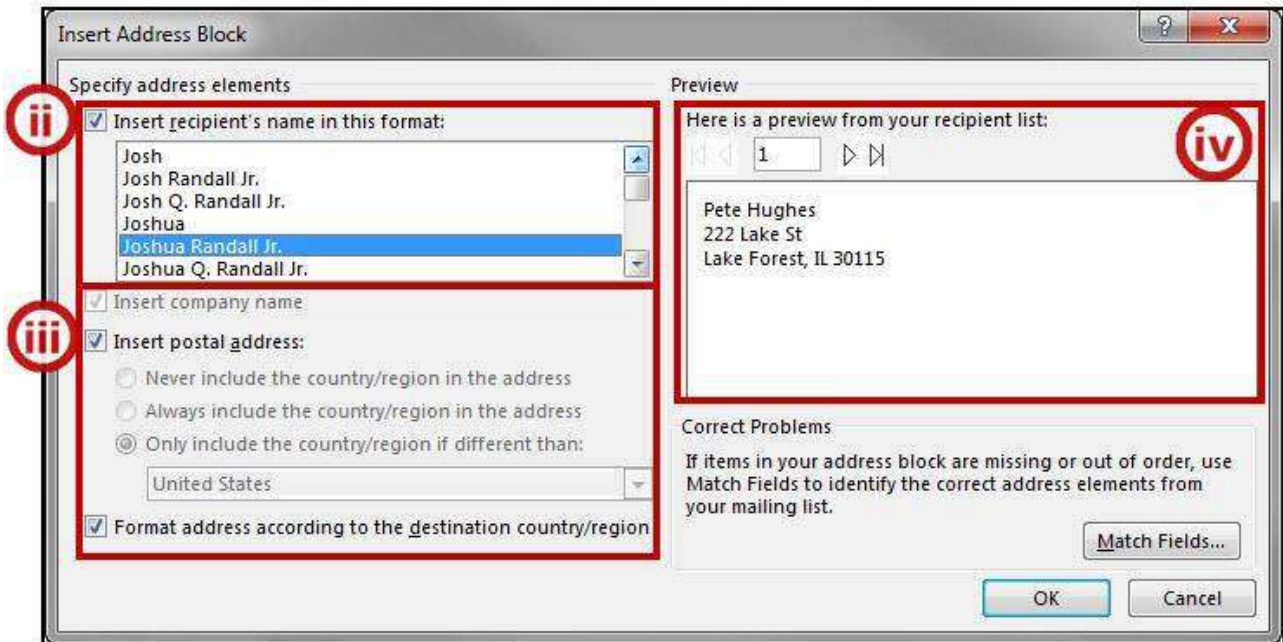 Insert Address Block
?
X
Specify address elements
ii
Insert recipient's name in this format:
Josh
Josh Randall Jr.
Josh Q. Randall Jr.
Joshua
Joshua Randall Jr.
Joshua Q. Randall Jr.
iii
Insert company name
Insert postal address:
Never include the country/region in the address
Always include the country/region in the address
Only include the country/region if different than:
United States
Format address according to the destination country/region
Preview
Here is a preview from your recipient list:
iv
1
Pete Hughes
222 Lake St
Lake Forest, IL 30115
Correct Problems
If items in your address block are missing or out of order, use
Match Fields to identify the correct address elements from
your mailing list.
Match Fields...
OK
Cancel